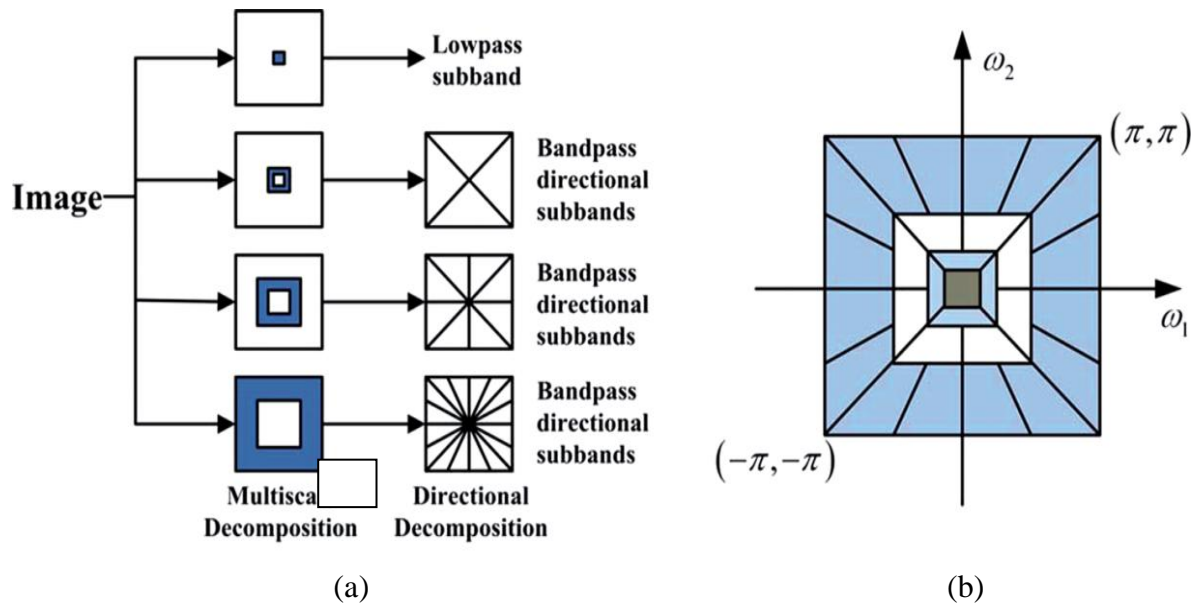 Image
Lowpass
subband
Bandpass
directional
subbands
Bandpass
directional
subbands
Bandpass
directional
subbands
Multisca
Decomposition
Directional
Decomposition
(a)
ω₂
(π, π)
ω₁
(−π, −π)
(b)